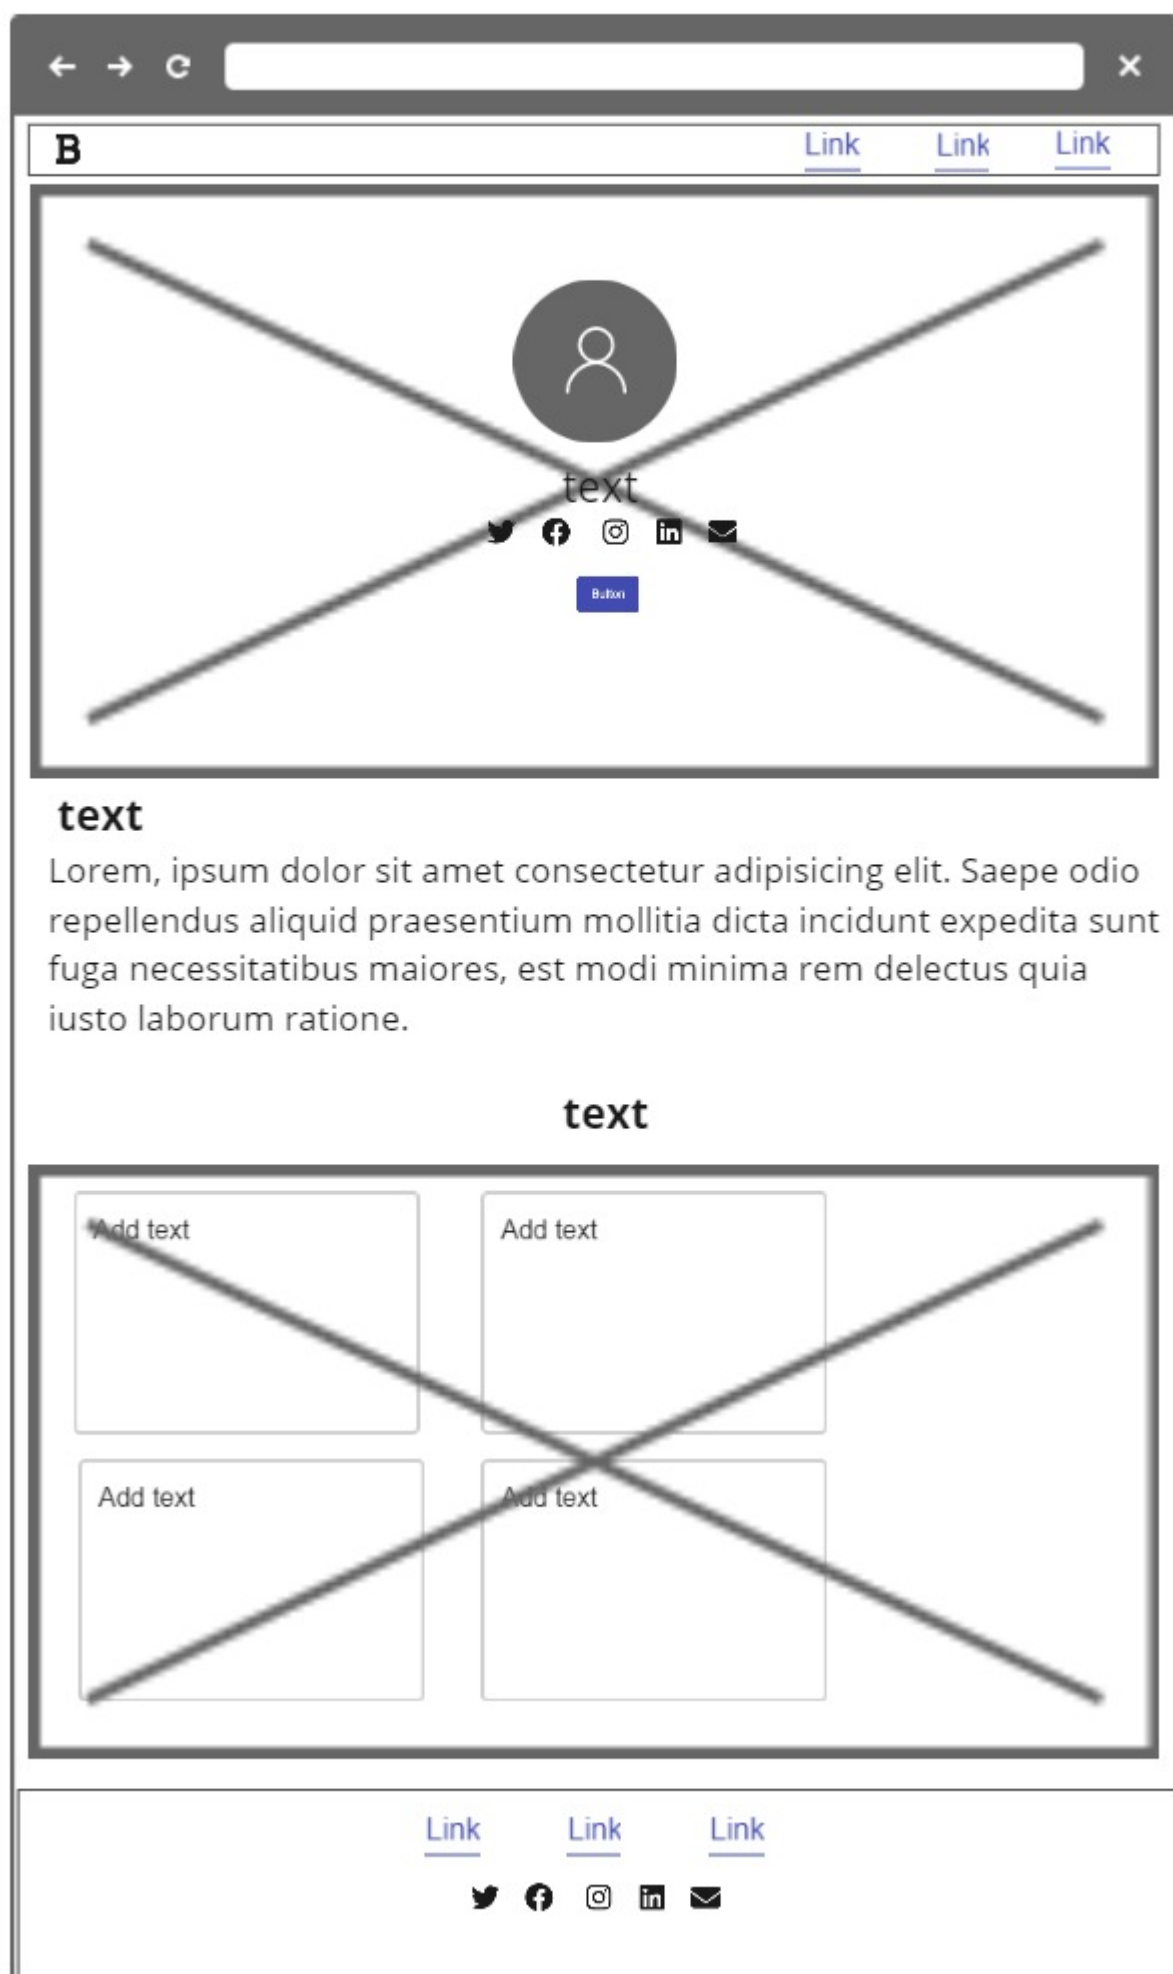 B Link Link Link
text
Button
text
Lorem, ipsum dolor sit amet consectetur adipisicing elit. Saepe odio
repellendus aliquid praesentium mollitia dicta incidunt expedita sunt
fuga necessitatibus maiores, est modi minima rem delectus quia
iusto laborum ratione.
text
Add text Add text
Add text Add text
Link Link Link